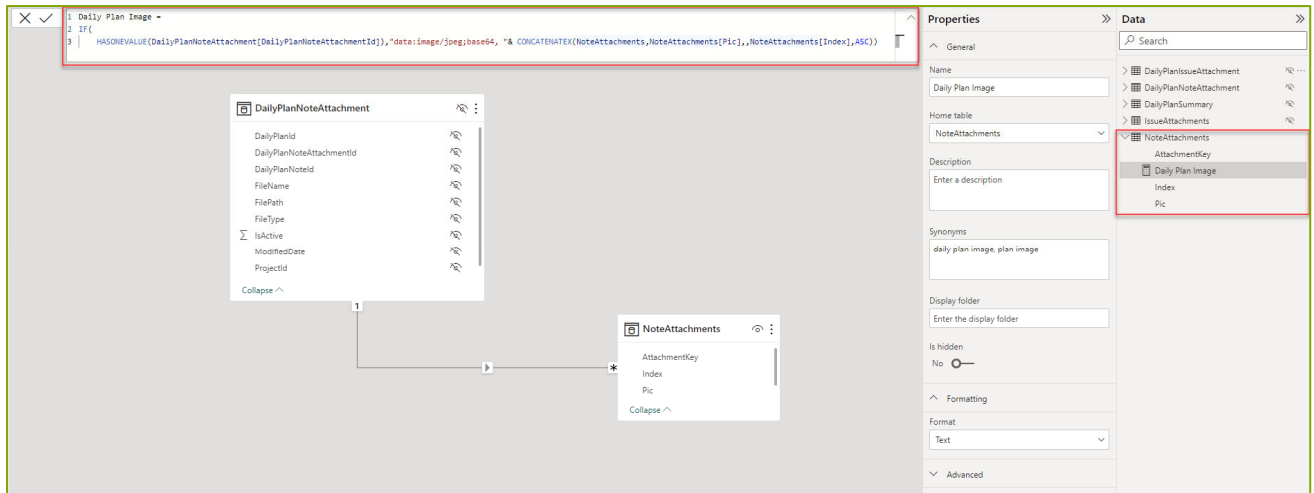 1 Daily Plan Image =
2 IF(
3 HASONEVALUE(DailyPlanNoteAttachment[DailyPlanNoteAttachmentId]),"data:image/jpeg;base64, "& CONCATENATEX(NoteAttachments,NoteAttachments[Pic],,NoteAttachments[Index],ASC))
DailyPlanNoteAttachment
DailyPlanId
DailyPlanNoteAttachmentId
DailyPlanNoteId
FileName
FilePath
FileType
∑ IsActive
ModifiedDate
ProjectId
Collapse
1
*
NoteAttachments
AttachmentKey
Index
Pic
Collapse
Properties
General
Name
Daily Plan Image
Home table
NoteAttachments
Description
Enter a description
Synonyms
daily plan image, plan image
Display folder
Enter the display folder
Is hidden
No
Formatting
Format
Text
Advanced
Data
Search
DailyPlanIssueAttachment
DailyPlanNoteAttachment
DailyPlanSummary
IssueAttachments
NoteAttachments
AttachmentKey
Daily Plan Image
Index
Pic